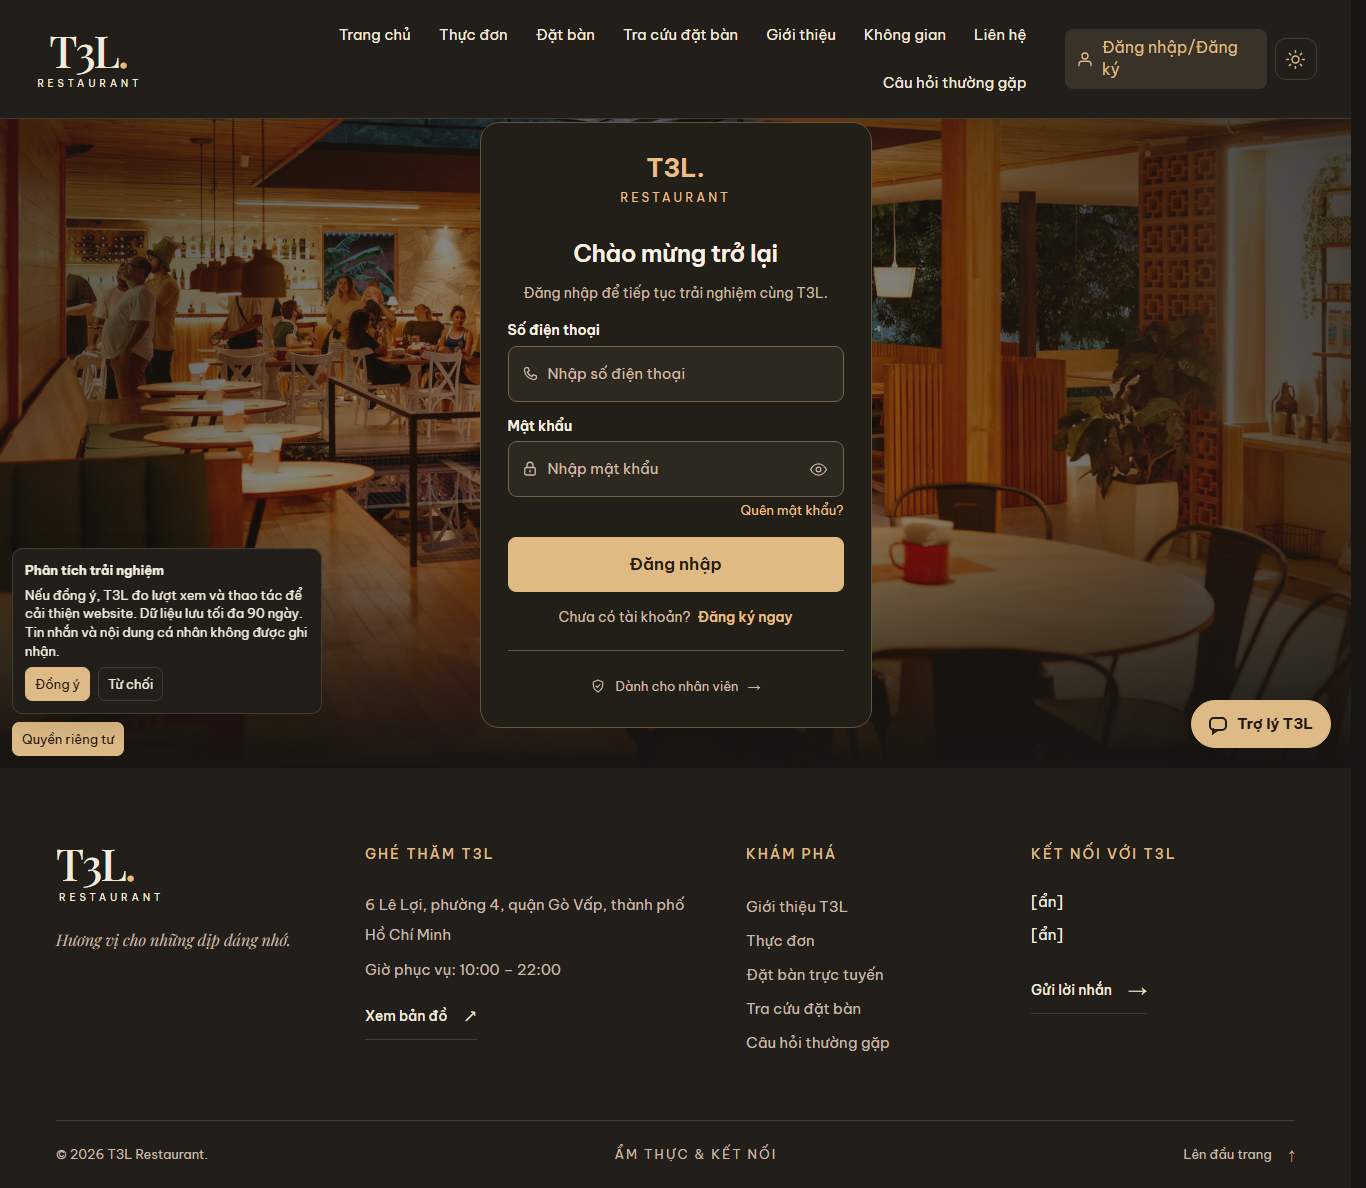 T3L.
RESTAURANT
Trang chủ
Thực đơn
Đặt bàn
Tra cứu đặt bàn
Giới thiệu
Không gian
Liên hệ
Câu hỏi thường gặp
Đăng nhập/Đăng
ký
T3L.
RESTAURANT
Chào mừng trở lại
Đăng nhập để tiếp tục trải nghiệm cùng T3L.
Số điện thoại
Nhập số điện thoại
Mật khẩu
Nhập mật khẩu
Quên mật khẩu?
Đăng nhập
Chưa có tài khoản? Đăng ký ngay
Dành cho nhân viên →
Phân tích trải nghiệm
Nếu đồng ý, T3L đo lượt xem và thao tác để
cải thiện website. Dữ liệu lưu tối đa 90 ngày.
Tin nhắn và nội dung cá nhân không được ghi
nhận.
Đồng ý
Từ chối
Quyền riêng tư
Trợ lý T3L
T3L.
RESTAURANT
Hương vị cho những dịp đáng nhớ.
GHÉ THĂM T3L
6 Lê Lợi, phường 4, quận Gò Vấp, thành phố
Hồ Chí Minh
Giờ phục vụ: 10:00 – 22:00
Xem bản đồ ↗
KHÁM PHÁ
Giới thiệu T3L
Thực đơn
Đặt bàn trực tuyến
Tra cứu đặt bàn
Câu hỏi thường gặp
KẾT NỐI VỚI T3L
[ẩn]
[ẩn]
Gửi lời nhắn →
© 2026 T3L Restaurant.
ẨM THỰC & KẾT NỐI
Lên đầu trang ↑